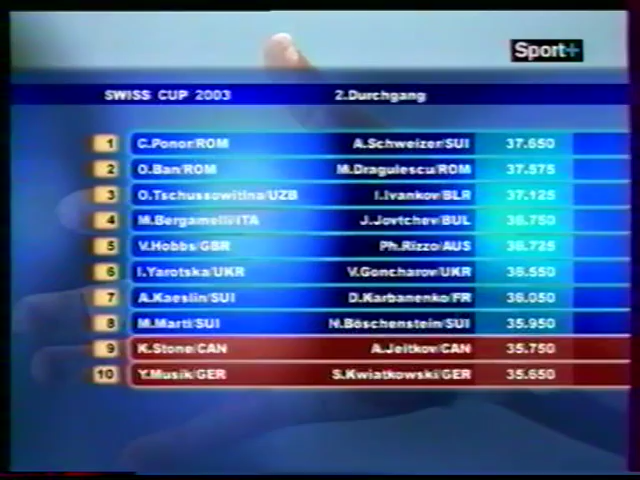 Sport+
SWISS CUP 2003 2.Durchgang
1 C.Ponor/ROM A.Schweizer/SUI 37.650
2 O.Ban/ROM M.Dragulescu/ROM 37.575
3 O.Tschussowitina/UZB I.Ivankov/BLR 37.125
4 M.Bergamelli/ITA J.Jovtchev/BUL 36.750
5 V.Hobbs/GBR Ph.Rizzo/AUS 36.725
6 I.Yarotska/UKR V.Goncharov/UKR 36.550
7 A.Kaeslin/SUI D.Karbanenko/FR 36.050
8 M.Marti/SUI N.Böschenstein/SUI 35.950
9 K.Stone/CAN A.Jeitkov/CAN 35.750
10 Y.Musik/GER S.Kwiatkowski/GER 35.650